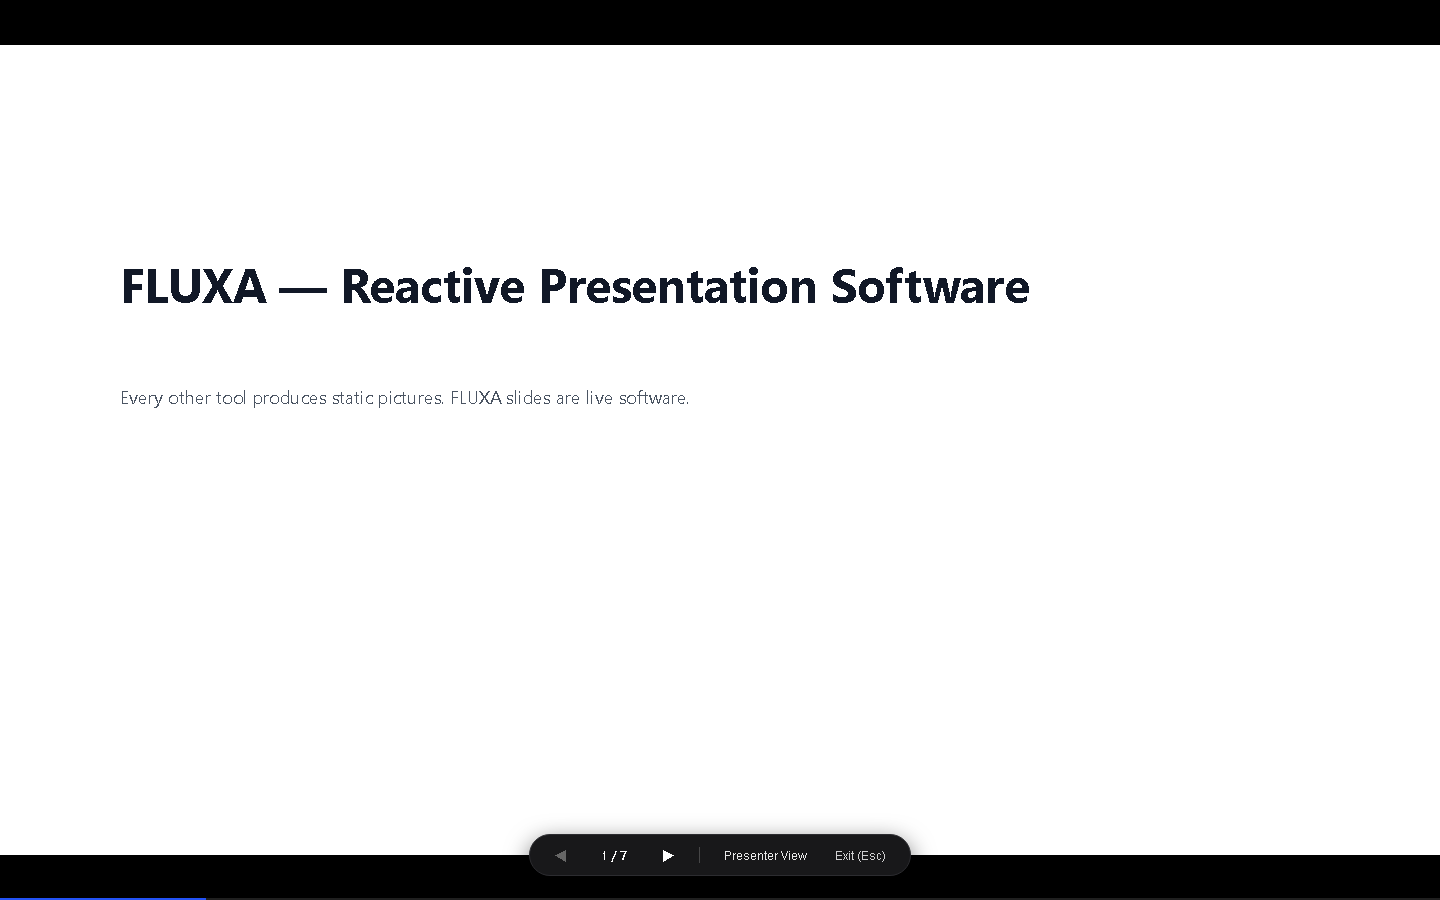 FLUXA — Reactive Presentation Software
Every other tool produces static pictures. FLUXA slides are live software.
◀ 1 / 7 ▶ Presenter View Exit (Esc)